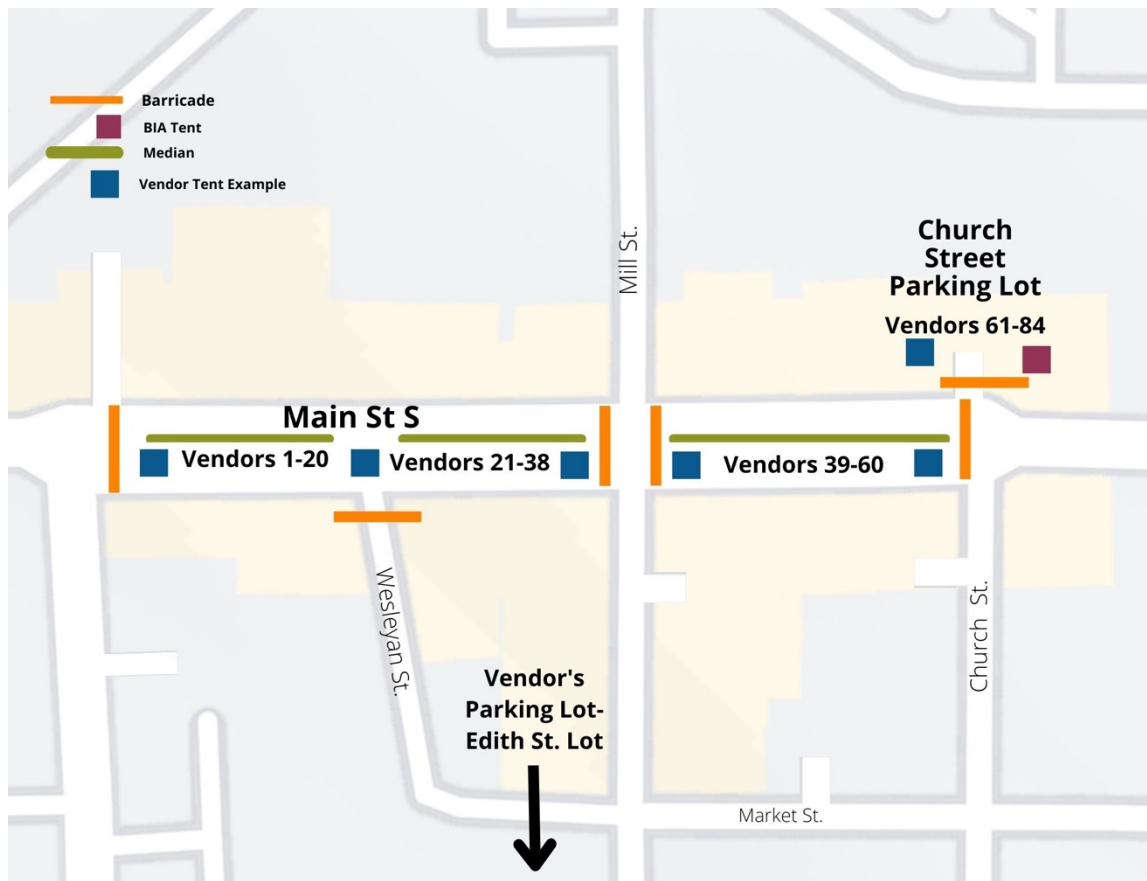 Barricade
BIA Tent
Median
Vendor Tent Example
Mill St.
Church
Street
Parking Lot
Vendors 61-84
Main St S
Vendors 1-20
Vendors 21-38
Vendors 39-60
Wesleyan St.
Church St.
Vendor's
Parking Lot-
Edith St. Lot
Market St.